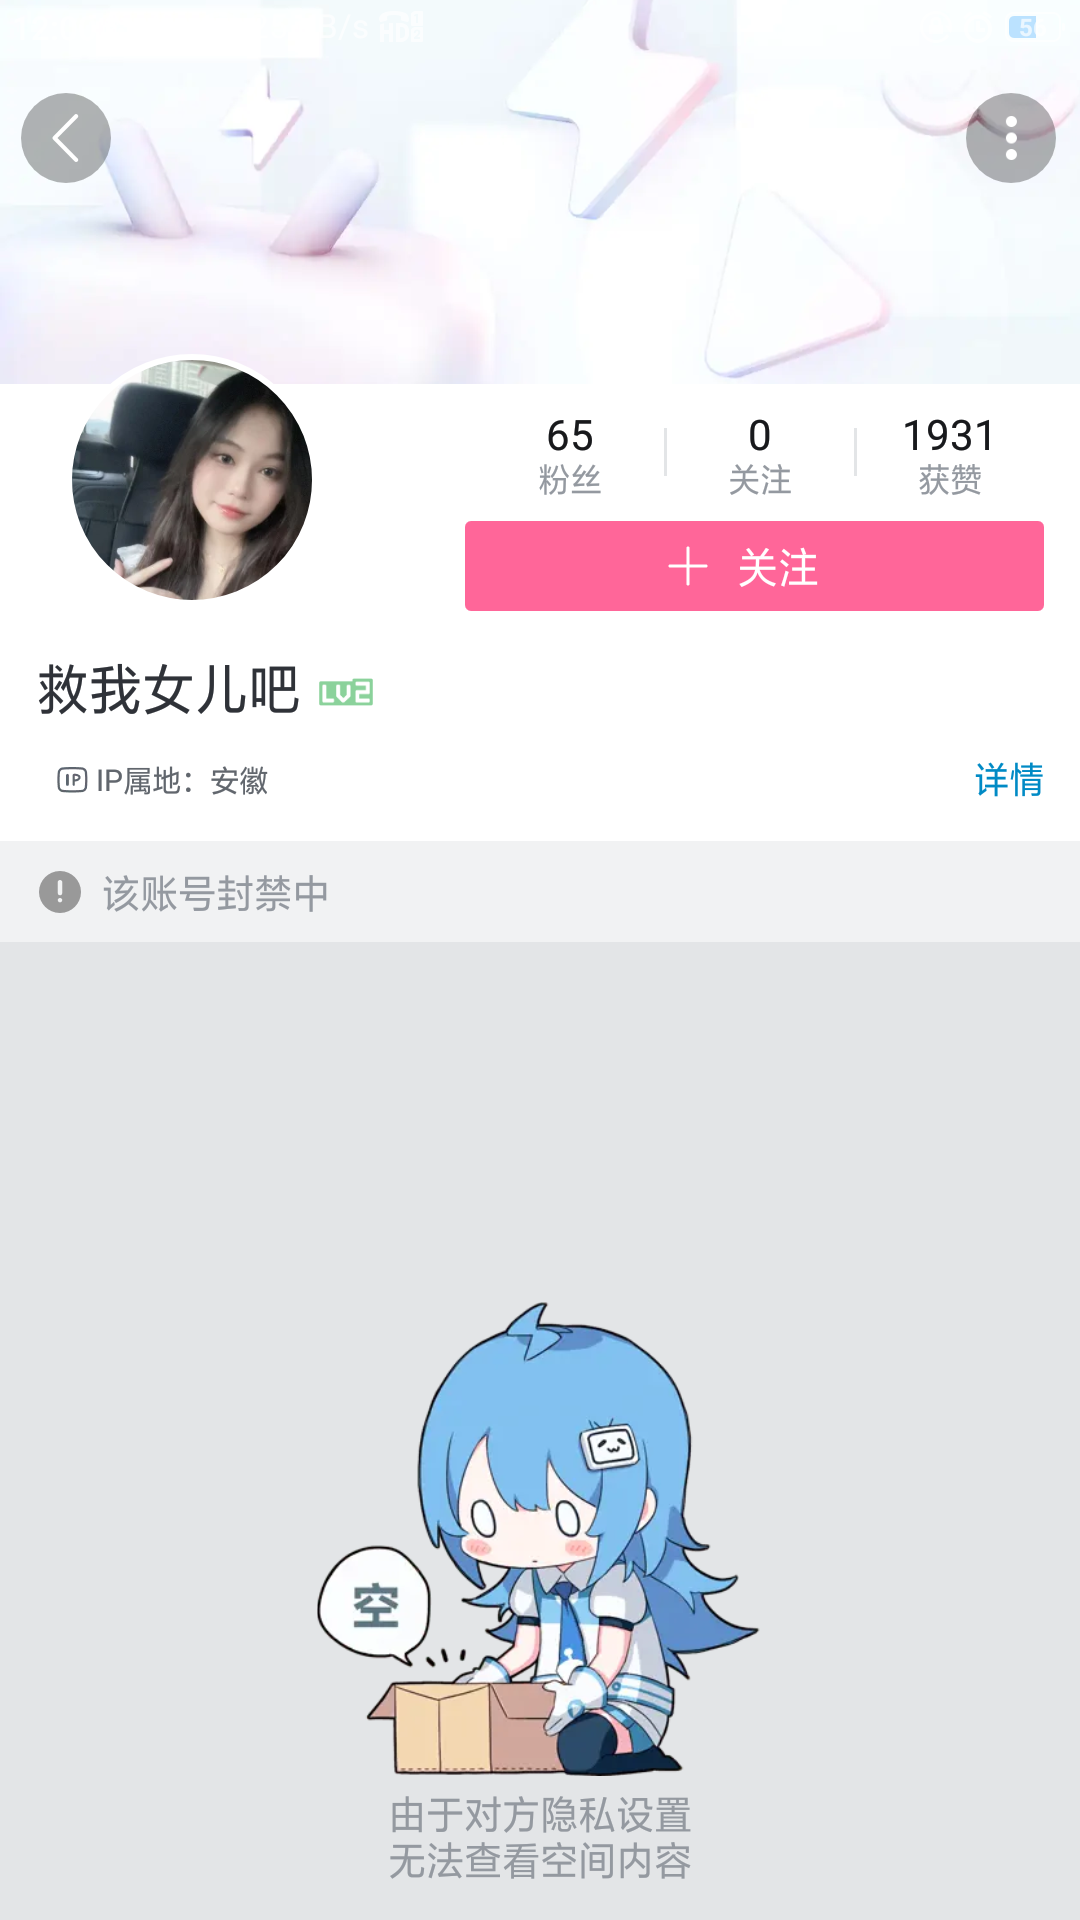 B/s HD
65
0
1931
粉丝
关注
获赞
关注
救我女儿吧 LV2
IP IP属地：安徽
详情
该账号封禁中
空
由于对方隐私设置
无法查看空间内容